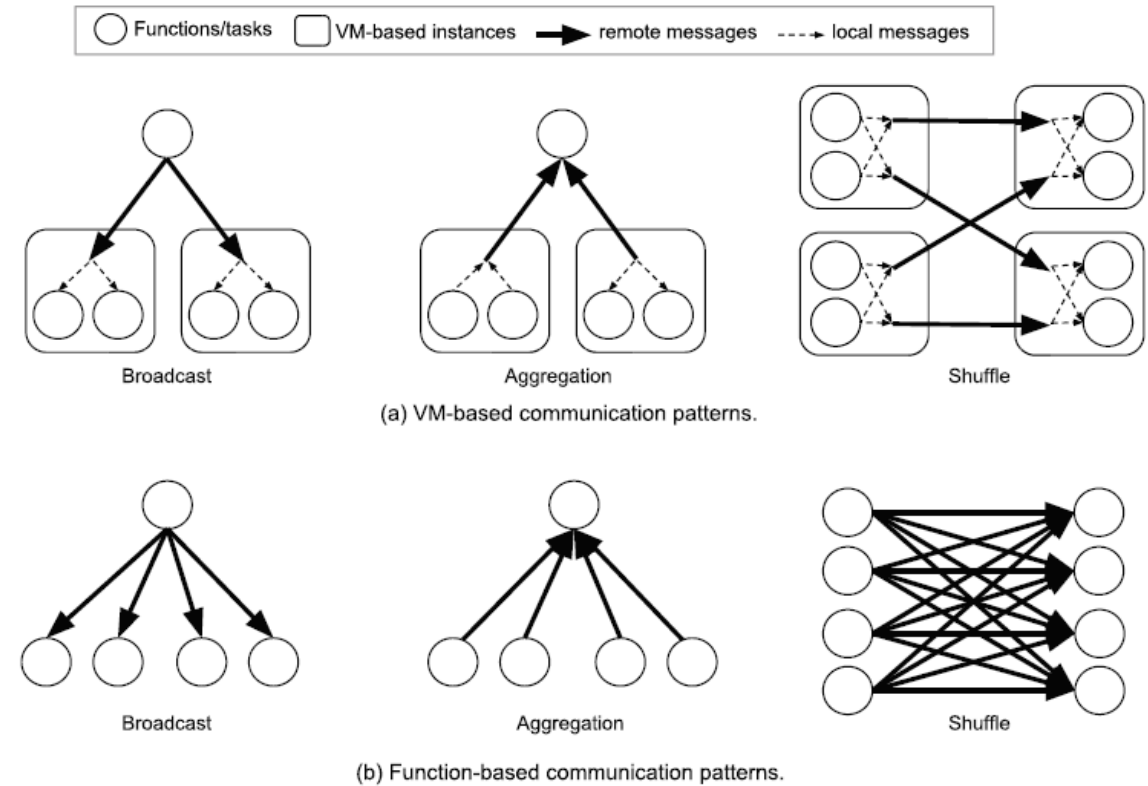 Functions/tasks VM-based instances remote messages local messages
Broadcast Aggregation Shuffle
(a) VM-based communication patterns.
Broadcast Aggregation Shuffle
(b) Function-based communication patterns.